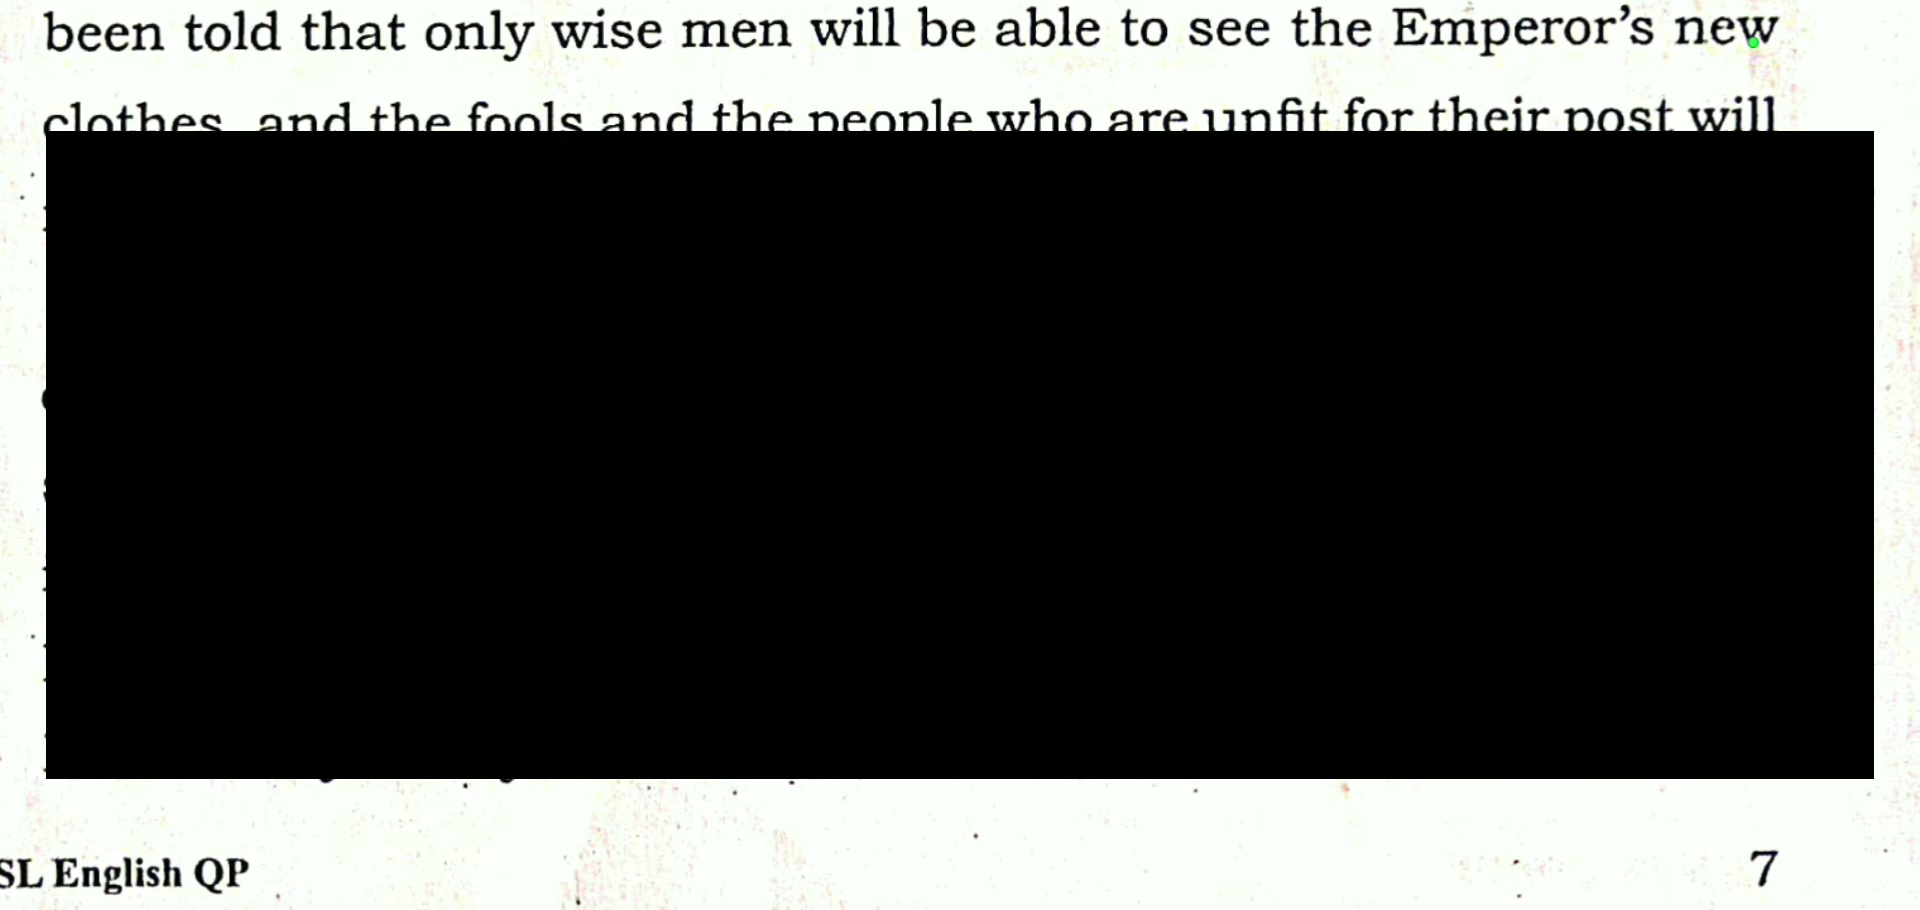 been told that only wise men will be able to see the Emperor's new
clothes, and the fools and the people who are unfit for their post will
SL English QP
7